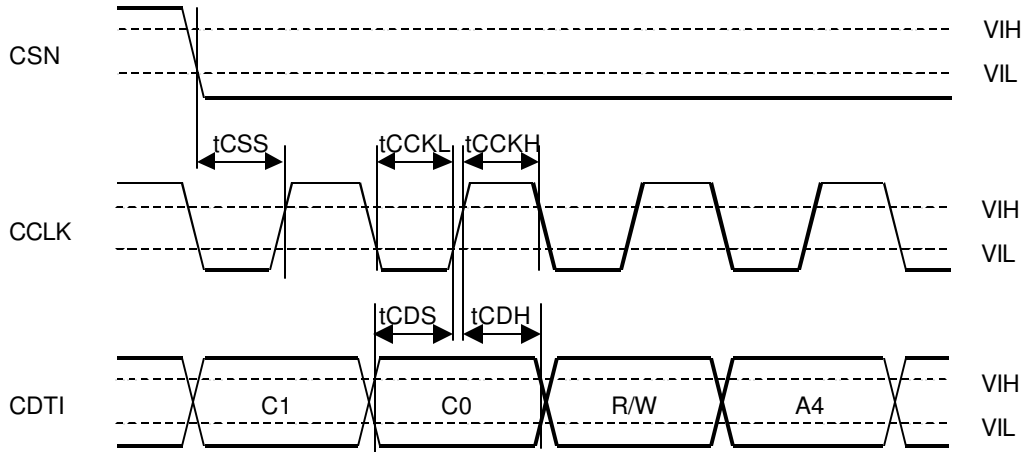 CSN
VIH
VIL
tCSS
tCCKL
tCCKH
CCLK
VIH
VIL
tCDS
tCDH
CDTI
C1
C0
R/W
A4
VIH
VIL